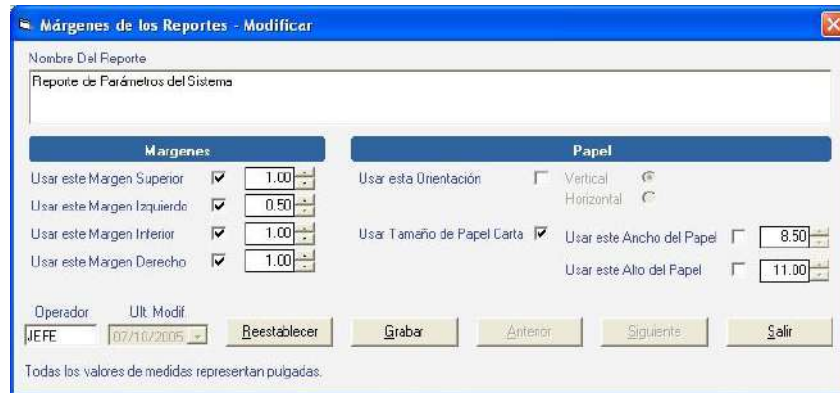 Márgenes de los Reportes - Modificar
Nombre Del Reporte
Reporte de Parámetros del Sistema
Margenes
Papel
Usar este Margen Superior 1.00
Usar esta Orientación Vertical
Horizontal
Usar este Margen Izquierdo 0.50
Usar este Margen Inferior 1.00
Usar Tamaño de Papel Carta Usar este Ancho del Papel 8.50
Usar este Margen Derecho 1.00
Usar este Alto del Papel 11.00
Operador Ult. Modif
JEFE 07/10/2005 Reestablecer Grabar Anterior Siguiente Salir
Todas los valores de medidas representan pulgadas.